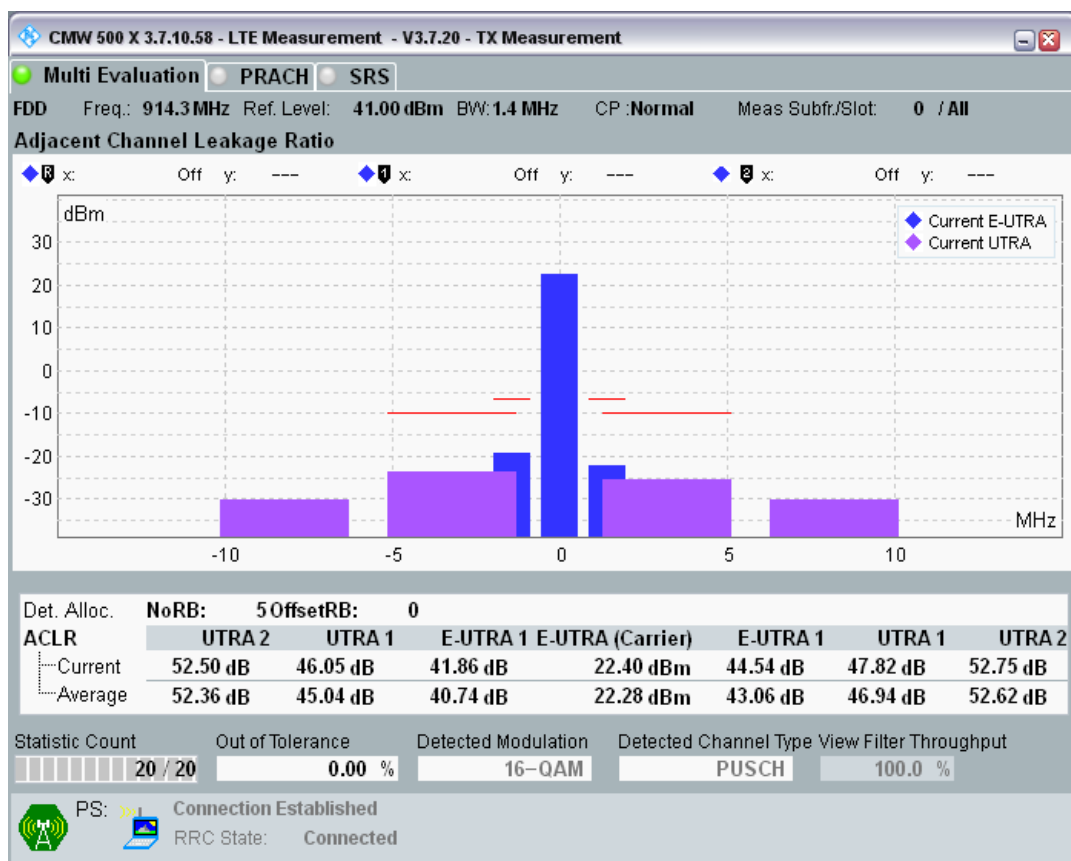 CMW 500 X 3.7.10.58 - LTE Measurement - V3.7.20 - TX Measurement
Multi Evaluation PRACH SRS
FDD Freq.: 914.3 MHz Ref. Level: 41.00 dBm BW: 1.4 MHz CP :Normal Meas Subfr./Slot: 0 / All
Adjacent Channel Leakage Ratio
R x: Off y: --- 1 x: Off y: --- 2 x: Off y: ---
dBm
Current E-UTRA
Current UTRA
30
20
10
0
-10
-20
-30
MHz
-10 -5 0 5 10
Det. Alloc. NoRB: 5 OffsetRB: 0
ACLR UTRA 2 UTRA 1 E-UTRA 1 E-UTRA (Carrier) E-UTRA 1 UTRA 1 UTRA 2
Current 52.50 dB 46.05 dB 41.86 dB 22.40 dBm 44.54 dB 47.82 dB 52.75 dB
Average 52.36 dB 45.04 dB 40.74 dB 22.28 dBm 43.06 dB 46.94 dB 52.62 dB
Statistic Count Out of Tolerance Detected Modulation Detected Channel Type View Filter Throughput
20 / 20 0.00 % 16-QAM PUSCH 100.0 %
PS: Connection Established
RRC State: Connected